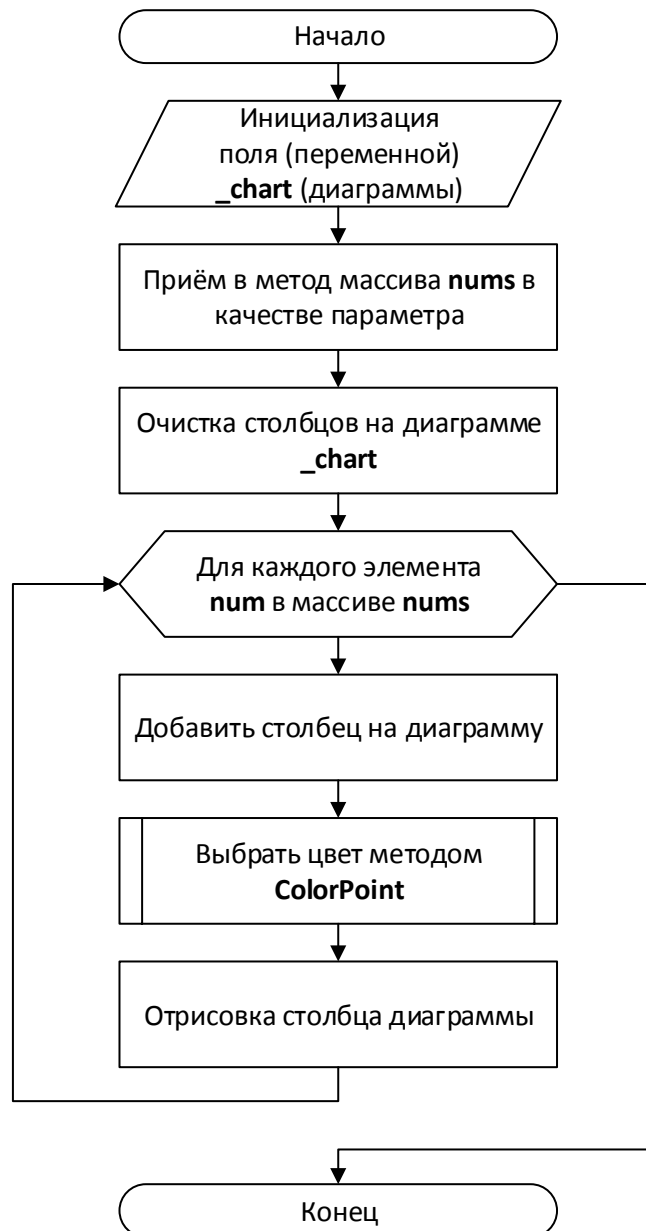 Начало
Инициализация
поля (переменной)
_chart (диаграммы)
Приём в метод массива nums в
качестве параметра
Очистка столбцов на диаграмме
_chart
Для каждого элемента
num в массиве nums
Добавить столбец на диаграмму
Выбрать цвет методом
ColorPoint
Отрисовка столбца диаграммы
Конец